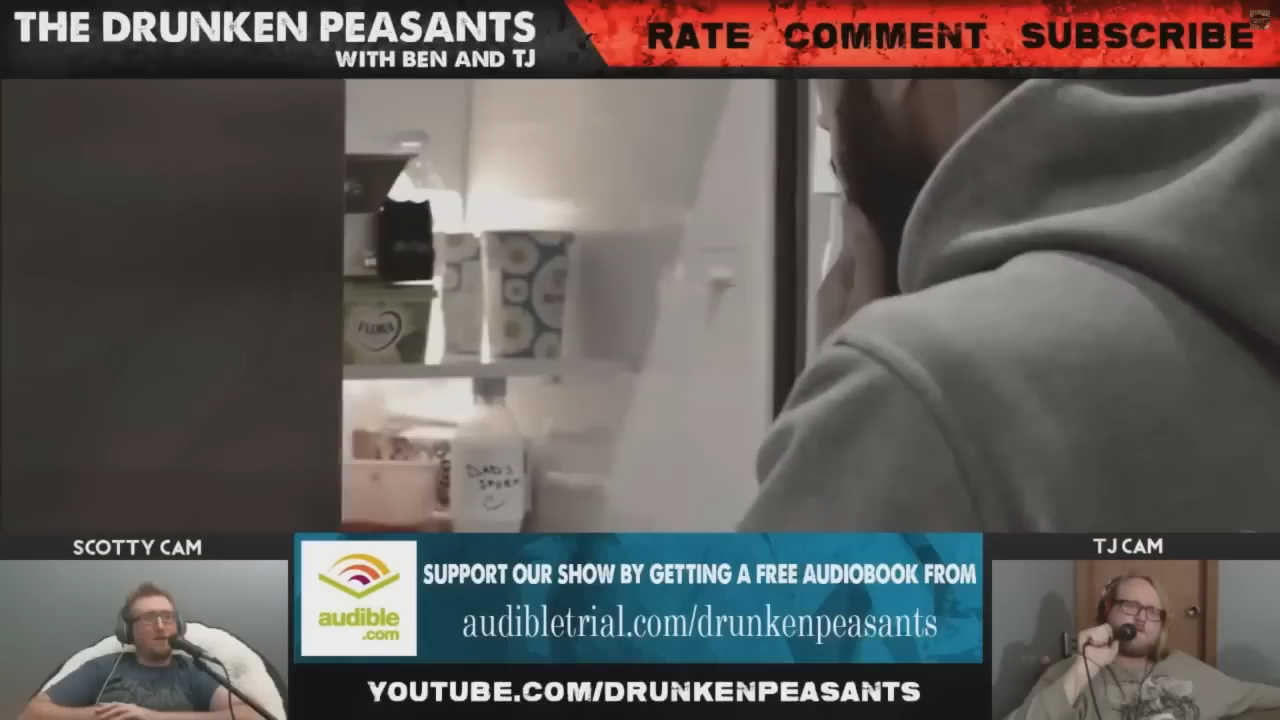 THE DRUNKEN PEASANTS
WITH BEN AND TJ
RATE COMMENT SUBSCRIBE
FLORA
DAD'S
SPERM
SCOTTY CAM
TJ CAM
audible
.com
SUPPORT OUR SHOW BY GETTING A FREE AUDIOBOOK FROM
audibletrial.com/drunkenpeasants
YOUTUBE.COM/DRUNKENPEASANTS